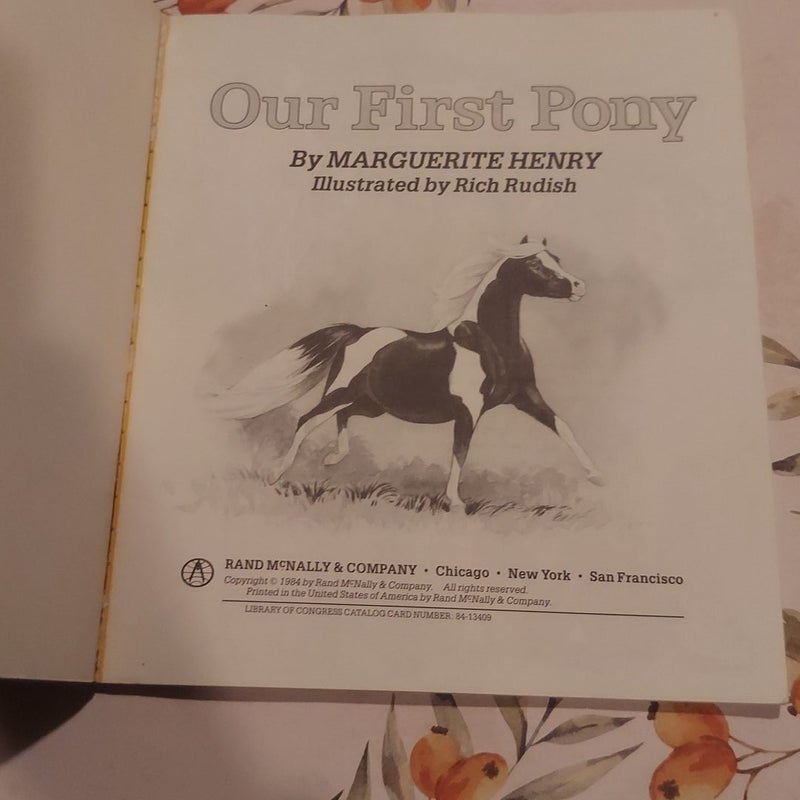 Our First Pony
By MARGUERITE HENRY
Illustrated by Rich Rudish
RAND MCNALLY & COMPANY • Chicago • New York • San Francisco
Copyright © 1984 by Rand McNally & Company. All rights reserved.
Printed in the United States of America by Rand McNally & Company.
LIBRARY OF CONGRESS CATALOG CARD NUMBER: 84-13409